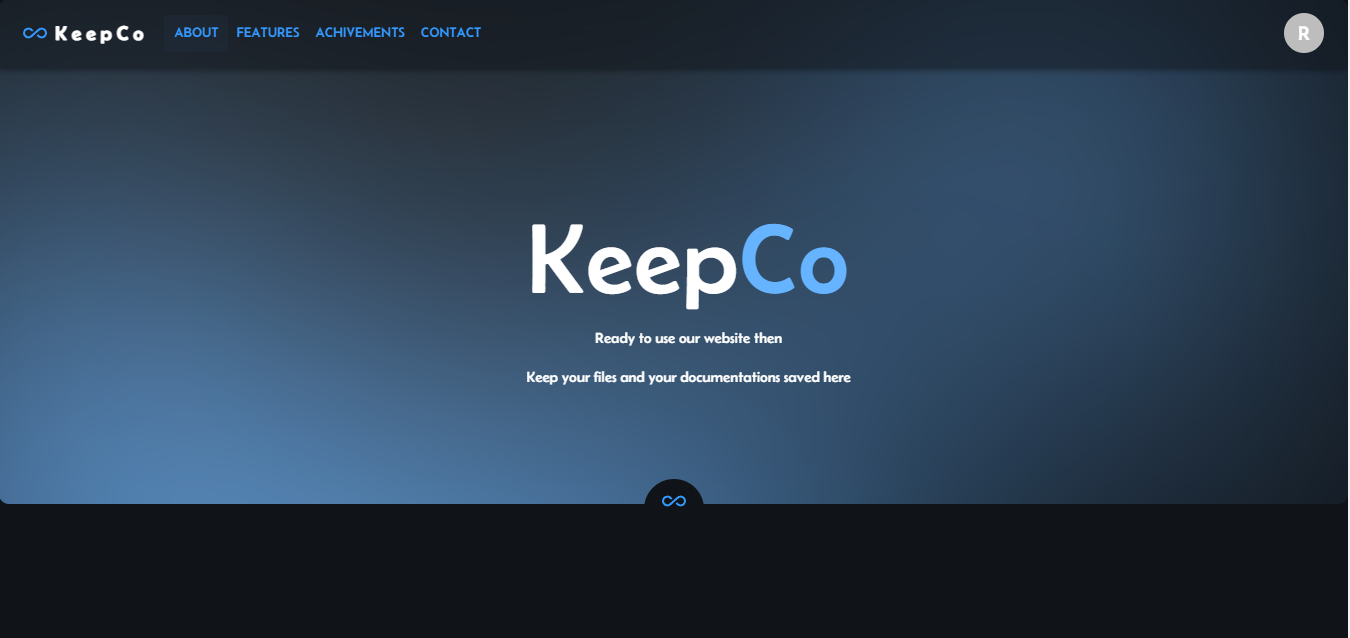 KeepCo
ABOUT FEATURES ACHIVEMENTS CONTACT
R
KeepCo
Ready to use our website then
Keep your files and your documentations saved here